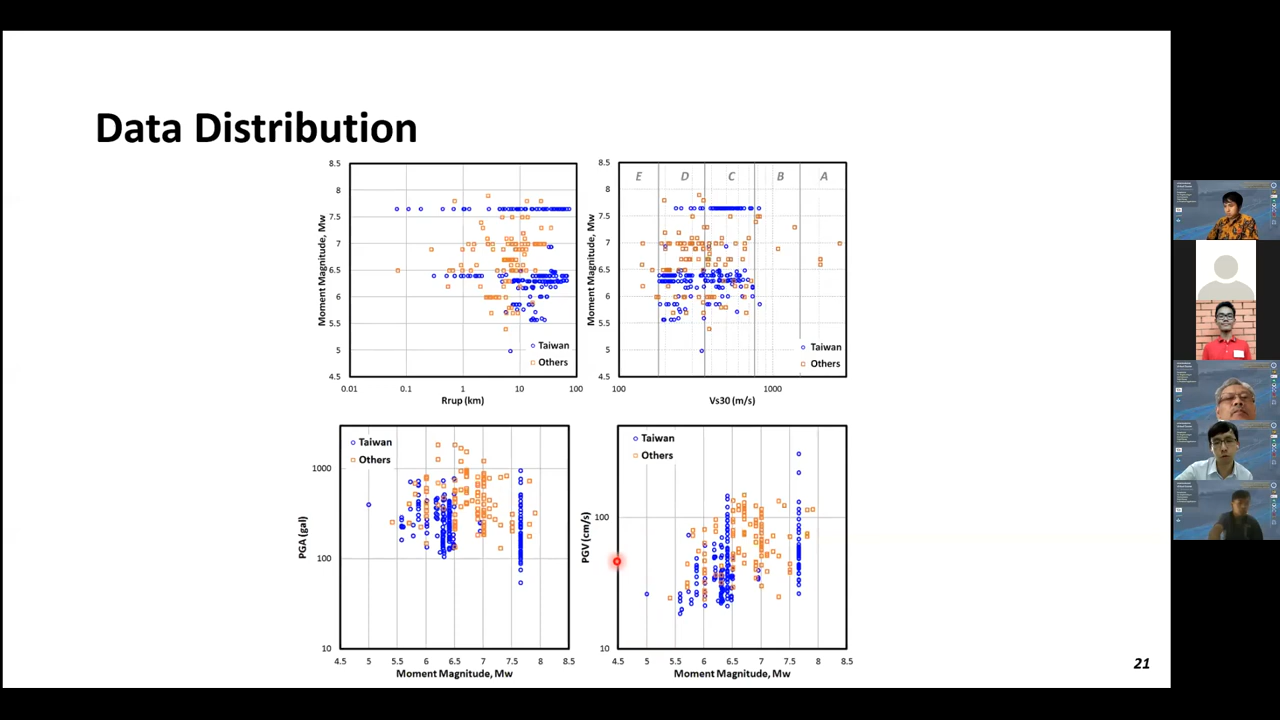 Data Distribution
8.5
8
7.5
7
6.5
6
5.5
5
4.5
Moment Magnitude, Mw
Taiwan
Others
0.01 0.1 1 10 100
Rrup (km)
8.5
8
7.5
7
6.5
6
5.5
5
4.5
Moment Magnitude, Mw
E D C B A
Taiwan
Others
100 1000
Vs30 (m/s)
Taiwan
Others
1000
100
10
PGA (gal)
4.5 5 5.5 6 6.5 7 7.5 8 8.5
Moment Magnitude, Mw
Taiwan
Others
100
10
PGV (cm/s)
4.5 5 5.5 6 6.5 7 7.5 8 8.5
Moment Magnitude, Mw
21